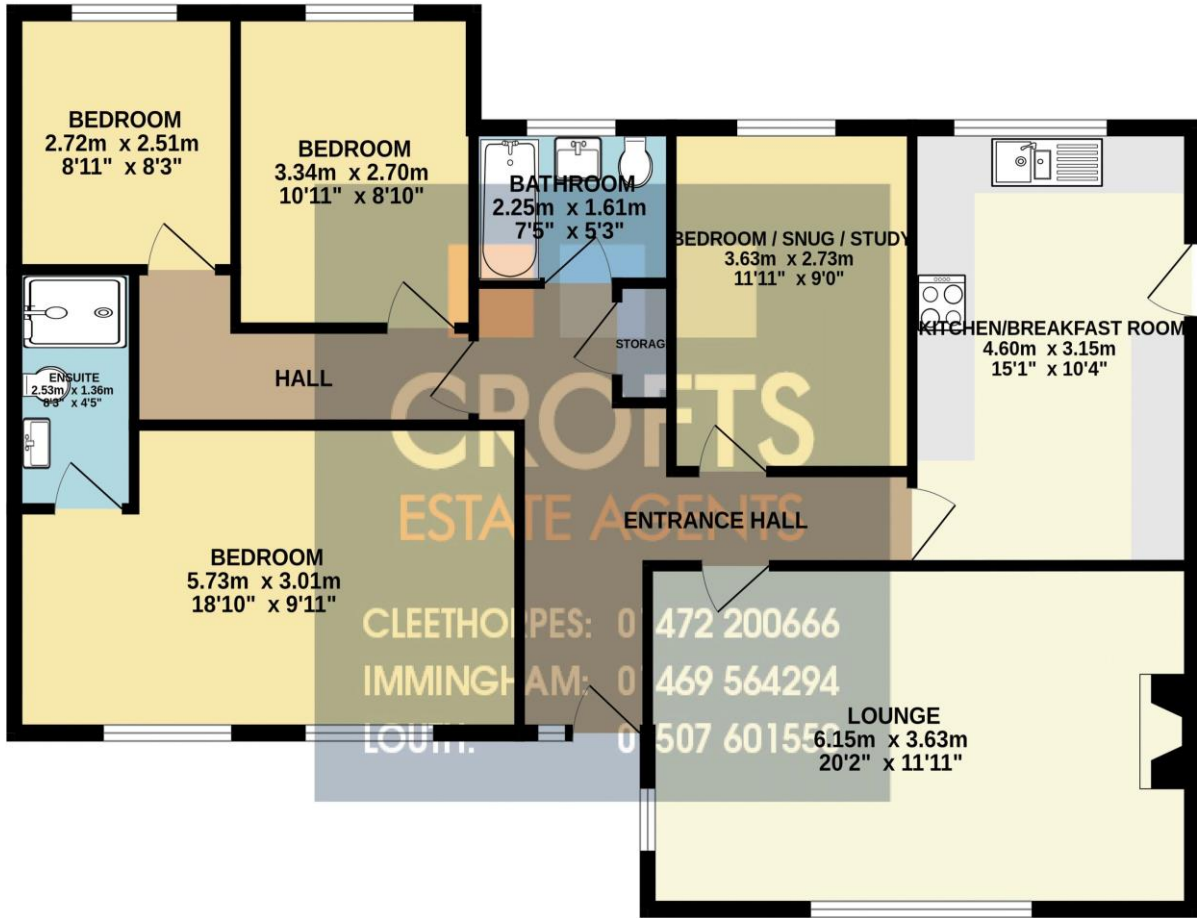 BEDROOM
2.72m x 2.51m
8'11" x 8'3"
BEDROOM
3.34m x 2.70m
10'11" x 8'10"
BATHROOM
2.25m x 1.61m
7'5" x 5'3"
BEDROOM / SNUG / STUDY
3.63m x 2.73m
11'11" x 9'0"
KITCHEN/BREAKFAST ROOM
4.60m x 3.15m
15'1" x 10'4"
STORAG
ENSUITE
2.53m x 1.36m
8'3" x 4'5"
HALL
CROFTS
ESTATE AGENTS
ENTRANCE HALL
BEDROOM
5.73m x 3.01m
18'10" x 9'11"
CLEETHORPES: 01472 200666
IMMINGHAM: 01469 564294
LOUTH: 01507 601550
LOUNGE
6.15m x 3.63m
20'2" x 11'11"